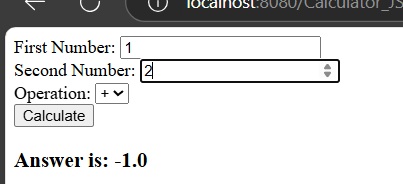 localhost:8080/Calculator_JS
First Number: 1
Second Number: 2
Operation: +
Calculate
Answer is: -1.0